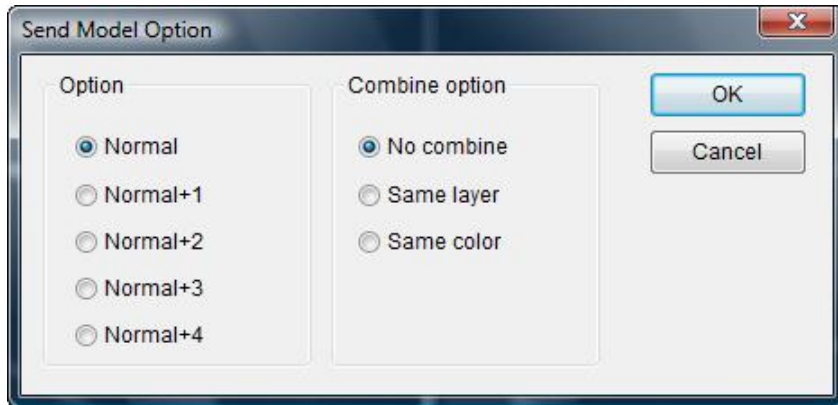 Send Model Option
Option
Normal
Normal+1
Normal+2
Normal+3
Normal+4
Combine option
No combine
Same layer
Same color
OK
Cancel